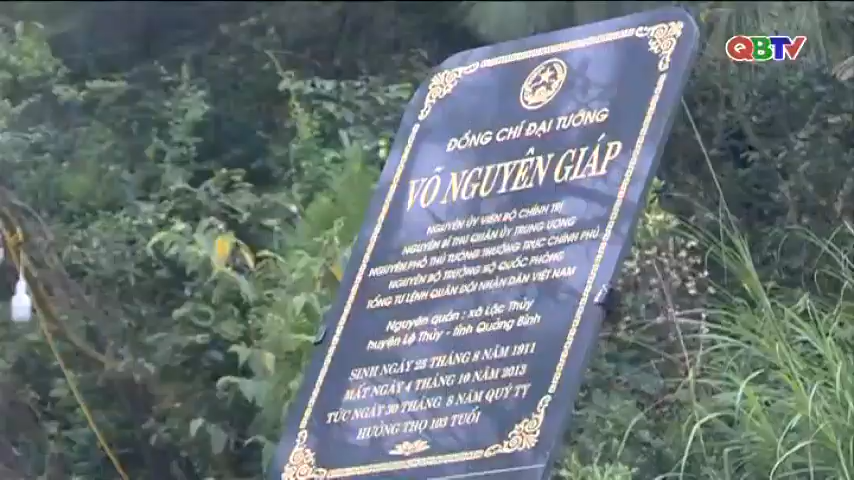 QBTV
ĐỒNG CHÍ ĐẠI TƯỚNG
VÕ NGUYÊN GIÁP
NGUYÊN ỦY VIÊN BỘ CHÍNH TRỊ
NGUYÊN BÍ THƯ QUÂN ỦY TRUNG ƯƠNG
NGUYÊN PHÓ THỦ TƯỚNG THƯỜNG TRỰC CHÍNH PHỦ
NGUYÊN BỘ TRƯỞNG BỘ QUỐC PHÒNG
TỔNG TƯ LỆNH QUÂN ĐỘI NHÂN DÂN VIỆT NAM
Nguyên quán : xã Lộc Thủy
huyện Lệ Thủy - tỉnh Quảng Bình
SINH NGÀY 25 THÁNG 8 NĂM 1911
MẤT NGÀY 4 THÁNG 10 NĂM 2013
TỨC NGÀY 30 THÁNG 8 NĂM QUÝ TỴ
HƯỞNG THỌ 103 TUỔI